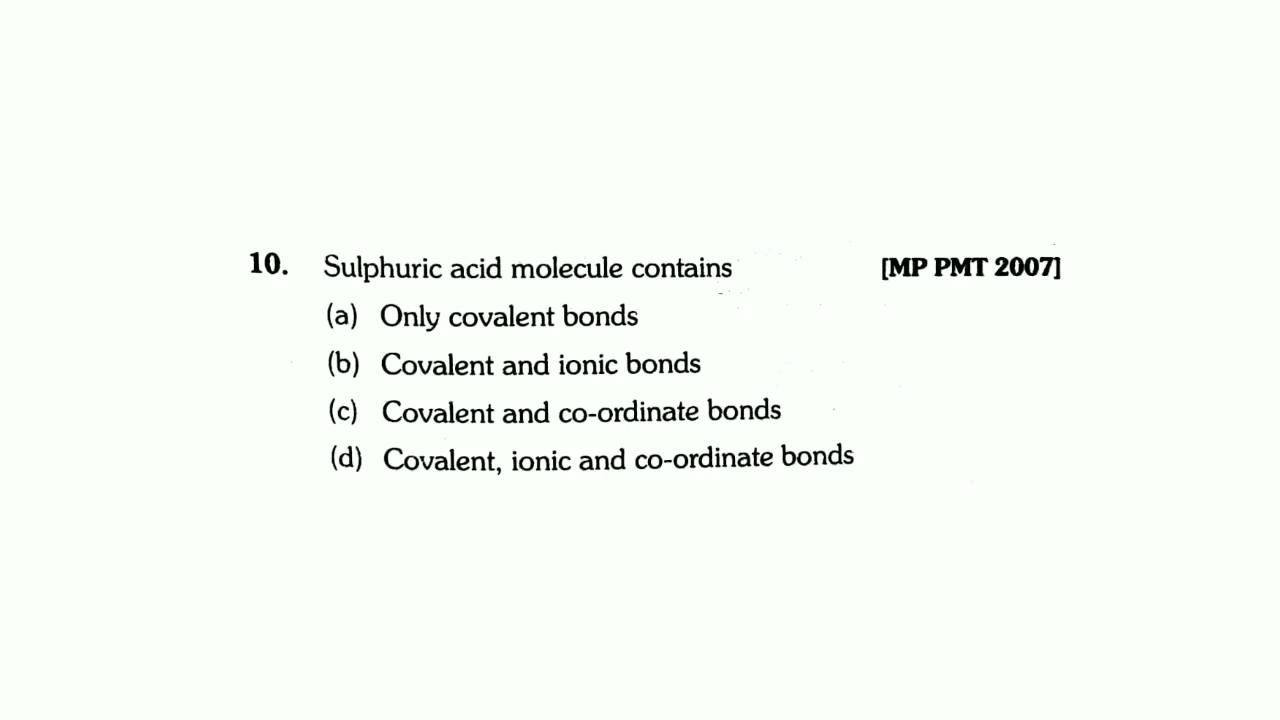 10. Sulphuric acid molecule contains [MP PMT 2007]
(a) Only covalent bonds
(b) Covalent and ionic bonds
(c) Covalent and co-ordinate bonds
(d) Covalent, ionic and co-ordinate bonds